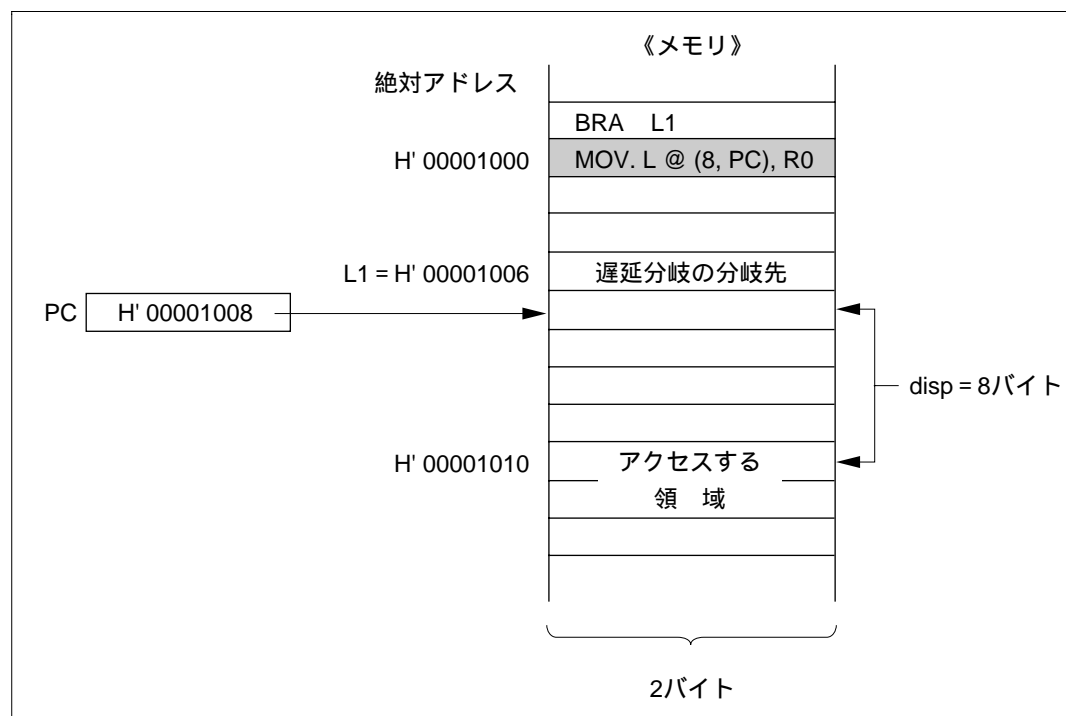 《メモリ》
絶対アドレス
BRA L1
H' 00001000 MOV. L @ (8, PC), R0
L1 = H' 00001006 遅延分岐の分岐先
PC H' 00001008
disp = 8バイト
H' 00001010 アクセスする
領 域
2バイト